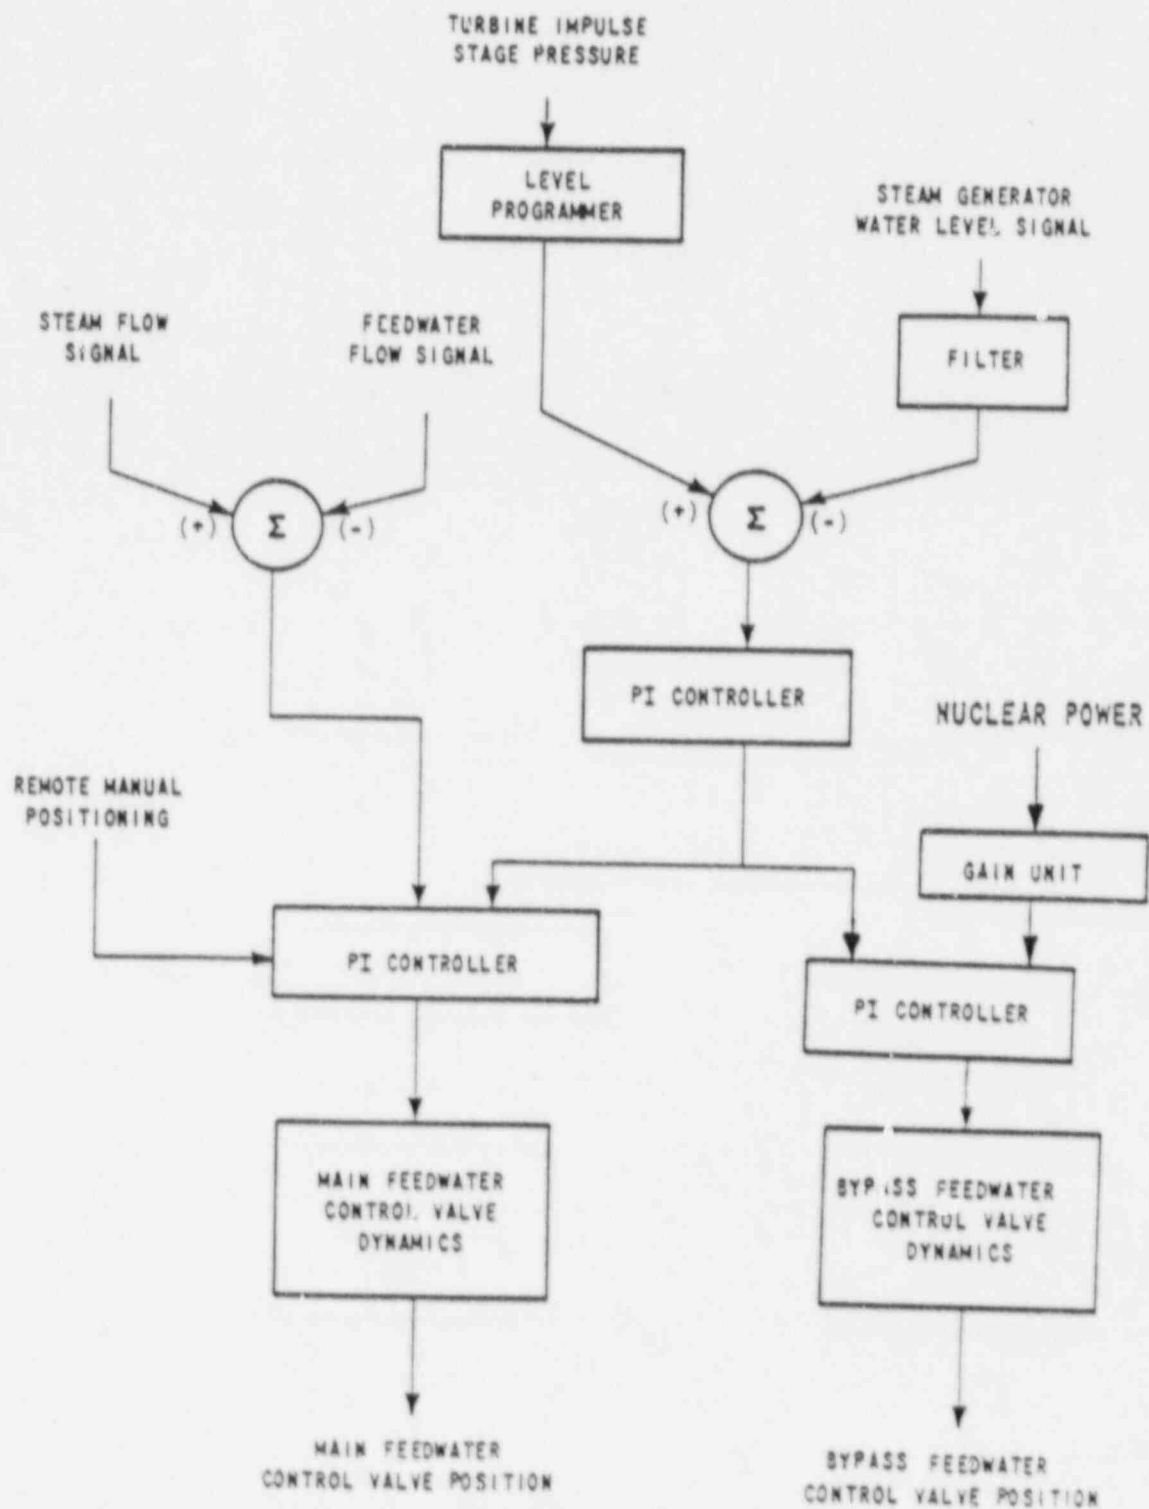 TURBINE IMPULSE
STAGE PRESSURE
LEVEL
PROGRAMMER
STEAM GENERATOR
WATER LEVEL SIGNAL
STEAM FLOW
SIGNAL
FEEDWATER
FLOW SIGNAL
FILTER
(+) Σ (-)
(+) Σ (-)
PI CONTROLLER
NUCLEAR POWER
REMOTE MANUAL
POSITIONING
GAIN UNIT
PI CONTROLLER
PI CONTROLLER
MAIN FEEDWATER
CONTROL VALVE
DYNAMICS
BYPASS FEEDWATER
CONTROL VALVE
DYNAMICS
MAIN FEEDWATER
CONTROL VALVE POSITION
BYPASS FEEDWATER
CONTROL VALVE POSITION